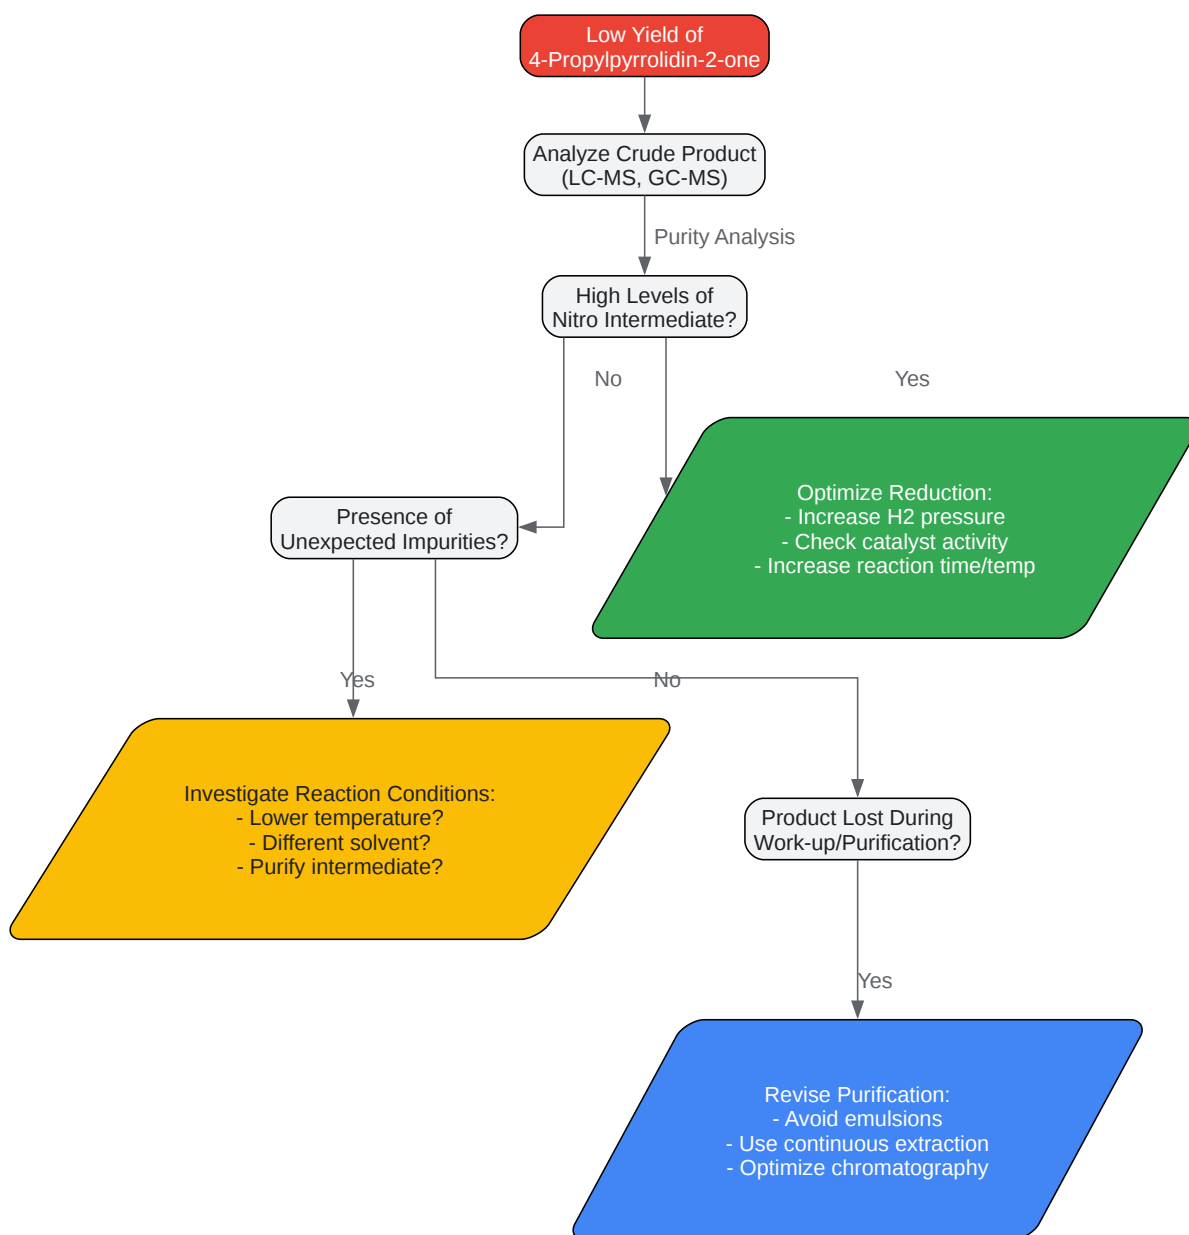 Low Yield of
4-Propylpyrrolidin-2-one
Analyze Crude Product
(LC-MS, GC-MS)
Purity Analysis
High Levels of
Nitro Intermediate?
No
Yes
Optimize Reduction:
- Increase H2 pressure
- Check catalyst activity
- Increase reaction time/temp
Presence of
Unexpected Impurities?
Yes
No
Investigate Reaction Conditions:
- Lower temperature?
- Different solvent?
- Purify intermediate?
Product Lost During
Work-up/Purification?
Yes
Revise Purification:
- Avoid emulsions
- Use continuous extraction
- Optimize chromatography